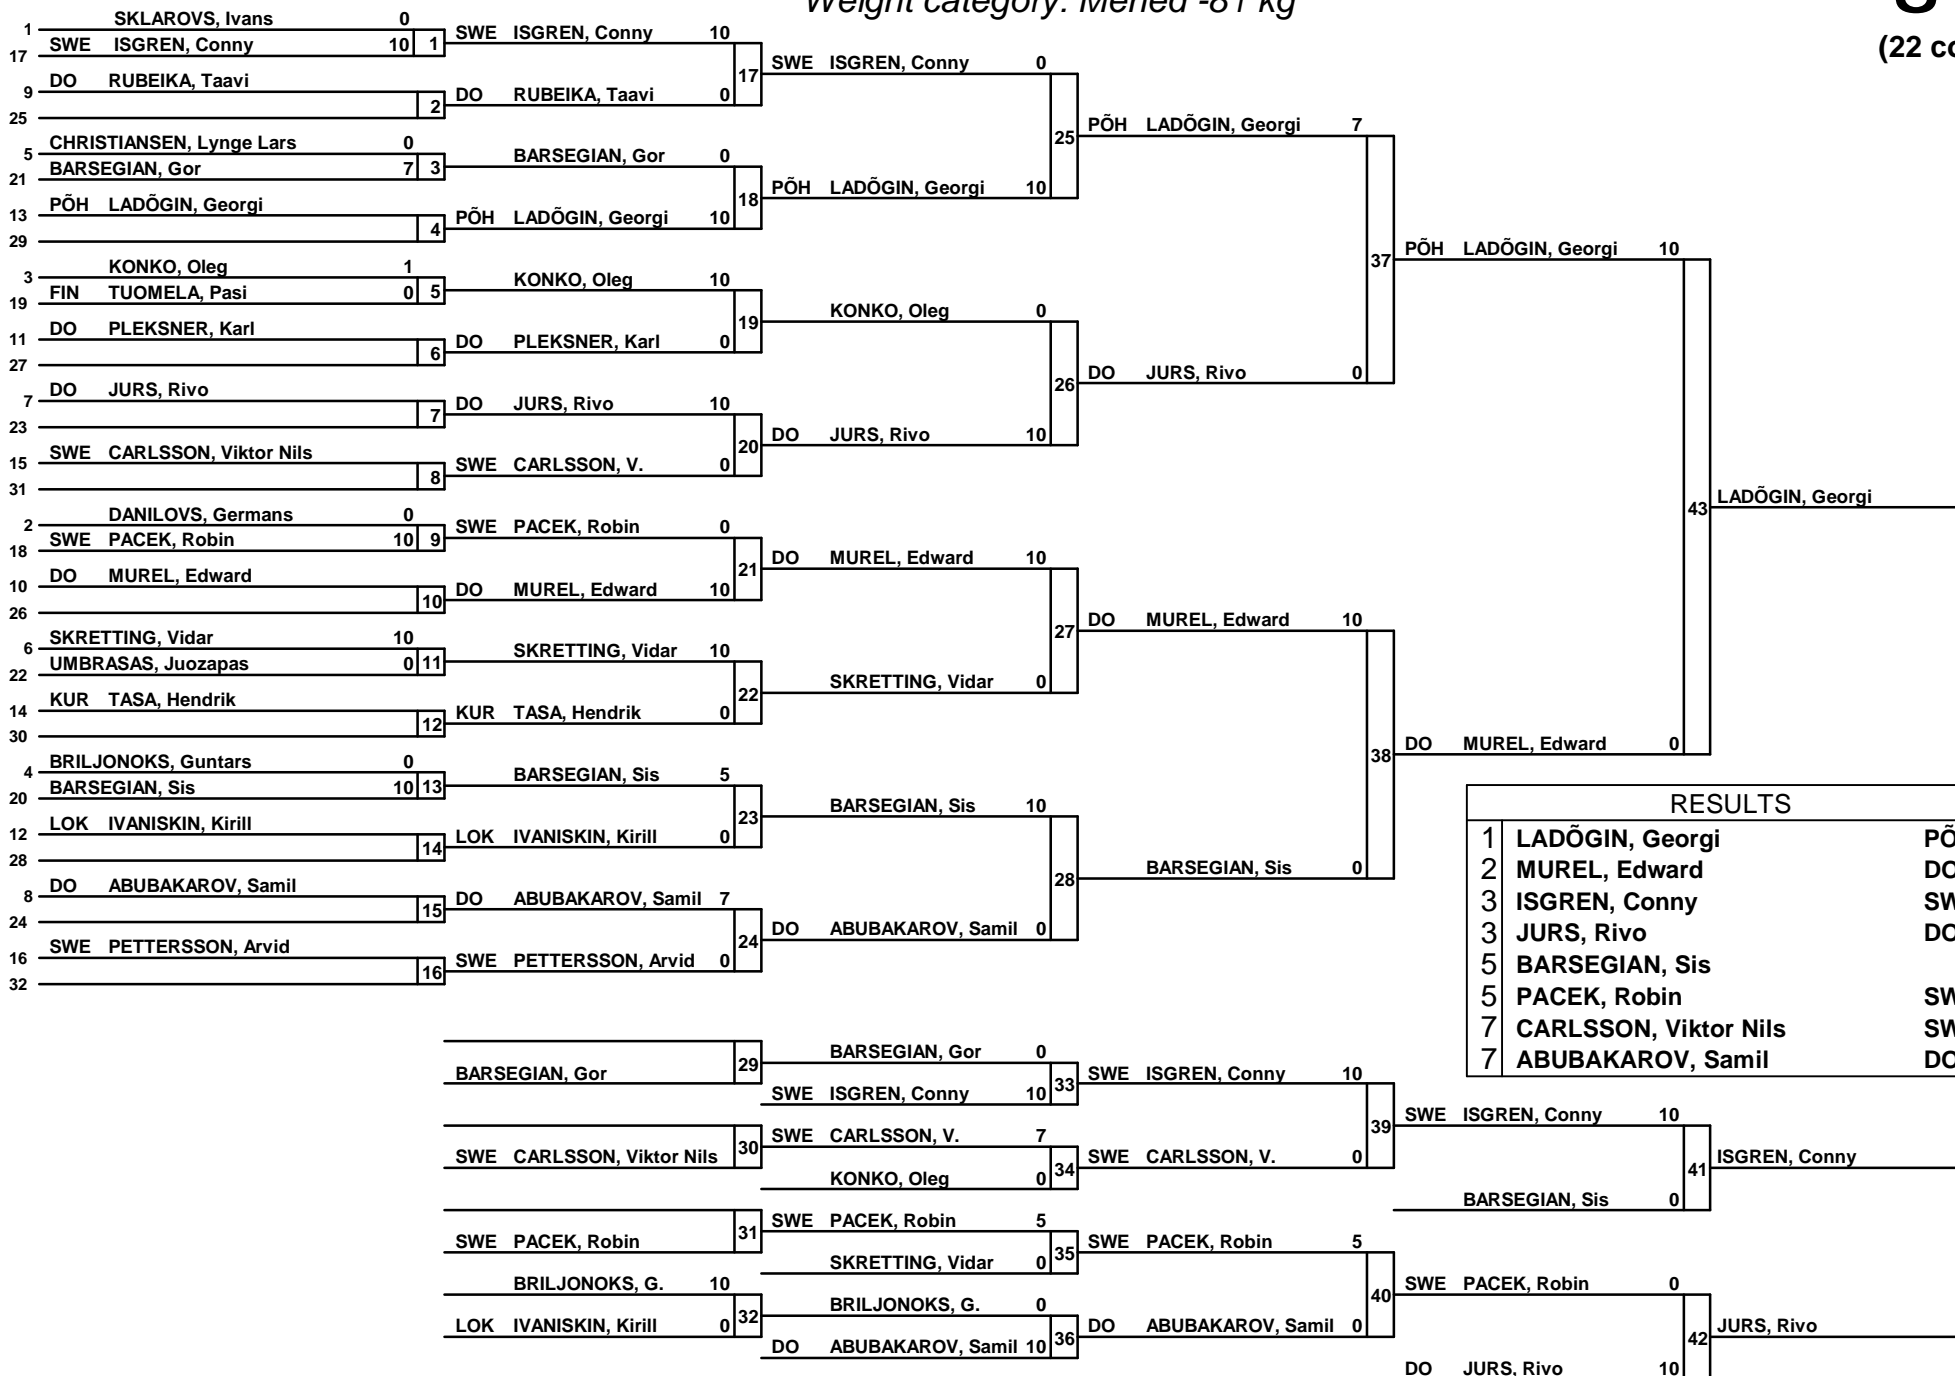 Weight category: Mehed -81 kg
(22 co
1 SKLAROVS, Ivans 0
17 SWE ISGREN, Conny 10 1
9 DO RUBEIKA, Taavi
25 2
5 CHRISTIANSEN, Lynge Lars 0
21 BARSEGIAN, Gor 7 3
13 PÕH LADÕGIN, Georgi
29 4
3 KONKO, Oleg 1
19 FIN TUOMELA, Pasi 0 5
11 DO PLEKSNER, Karl
27 6
7 DO JURS, Rivo
23 7
15 SWE CARLSSON, Viktor Nils
31 8
2 DANILOVS, Germans 0
18 SWE PACEK, Robin 10 9
10 DO MUREL, Edward
26 10
6 SKRETTING, Vidar 10
22 UMBRASAS, Juozapas 0 11
14 KUR TASA, Hendrik
30 12
4 BRILJONOKS, Guntars 0
20 BARSEGIAN, Sis 10 13
12 LOK IVANISKIN, Kirill
28 14
8 DO ABUBAKAROV, Samil
24 15
16 SWE PETTERSSON, Arvid
32 16
SWE ISGREN, Conny 10
17
DO RUBEIKA, Taavi 0
BARSEGIAN, Gor 0
18
PÕH LADÕGIN, Georgi 10
KONKO, Oleg 10
19
DO PLEKSNER, Karl 0
DO JURS, Rivo 10
20
SWE CARLSSON, V. 0
SWE PACEK, Robin 0
21
DO MUREL, Edward 10
SKRETTING, Vidar 10
22
KUR TASA, Hendrik 0
BARSEGIAN, Sis 5
23
LOK IVANISKIN, Kirill 0
DO ABUBAKAROV, Samil 7
24
SWE PETTERSSON, Arvid 0
SWE ISGREN, Conny 0
25
PÕH LADÕGIN, Georgi 10
KONKO, Oleg 0
26
DO JURS, Rivo 10
DO MUREL, Edward 10
27
SKRETTING, Vidar 0
BARSEGIAN, Sis 10
28
DO ABUBAKAROV, Samil 0
PÕH LADÕGIN, Georgi 7
37
DO JURS, Rivo 0
DO MUREL, Edward 10
38
BARSEGIAN, Sis 0
PÕH LADÕGIN, Georgi 10
43
DO MUREL, Edward 0
LADÕGIN, Georgi
RESULTS
1 LADÕGIN, Georgi PÕ
2 MUREL, Edward DO
3 ISGREN, Conny SW
3 JURS, Rivo DO
5 BARSEGIAN, Sis
5 PACEK, Robin SW
7 CARLSSON, Viktor Nils SW
7 ABUBAKAROV, Samil DO
29
BARSEGIAN, Gor
30
SWE CARLSSON, Viktor Nils
31
SWE PACEK, Robin
BRILJONOKS, G. 10
32
LOK IVANISKIN, Kirill 0
BARSEGIAN, Gor 0
33
SWE ISGREN, Conny 10
SWE CARLSSON, V. 7
34
KONKO, Oleg 0
SWE PACEK, Robin 5
35
SKRETTING, Vidar 0
BRILJONOKS, G. 0
36
DO ABUBAKAROV, Samil 10
SWE ISGREN, Conny 10
39
SWE CARLSSON, V. 0
SWE PACEK, Robin 5
40
DO ABUBAKAROV, Samil 0
SWE ISGREN, Conny 10
41
BARSEGIAN, Sis 0
SWE PACEK, Robin 0
42
DO JURS, Rivo 10
ISGREN, Conny
JURS, Rivo